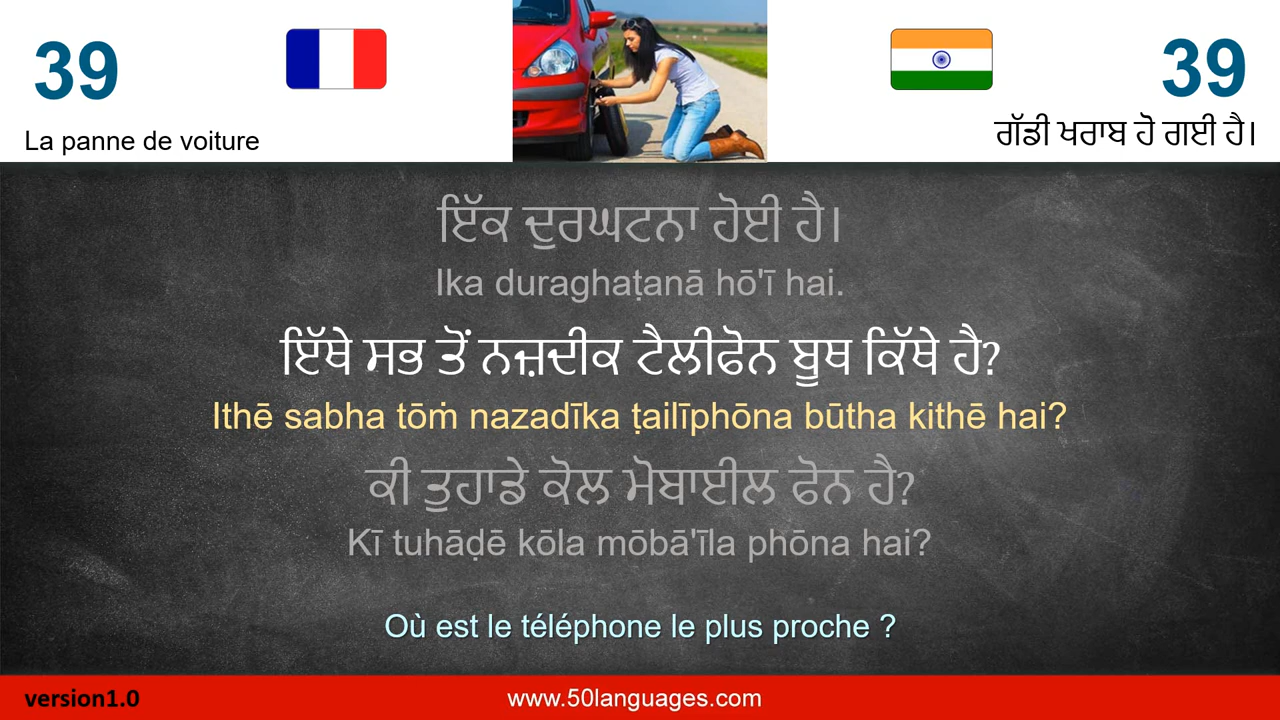 39
39
La panne de voiture
ਗੱਡੀ ਖਰਾਬ ਹੋ ਗਈ ਹੈ।
ਇੱਕ ਦੁਰਘਟਨਾ ਹੋਈ ਹੈ।
Ika duraghaṭanā hō'ī hai.
ਇੱਥੇ ਸਭ ਤੋਂ ਨਜ਼ਦੀਕ ਟੈਲੀਫੋਨ ਬੂਥ ਕਿੱਥੇ ਹੈ?
Ithē sabha tōṁ nazadīka ṭailīphōna būtha kithē hai?
ਕੀ ਤੁਹਾਡੇ ਕੋਲ ਮੋਬਾਈਲ ਫੋਨ ਹੈ?
Kī tuhāḍē kōla mōbā'īla phōna hai?
Où est le téléphone le plus proche ?
version1.0
www.50languages.com